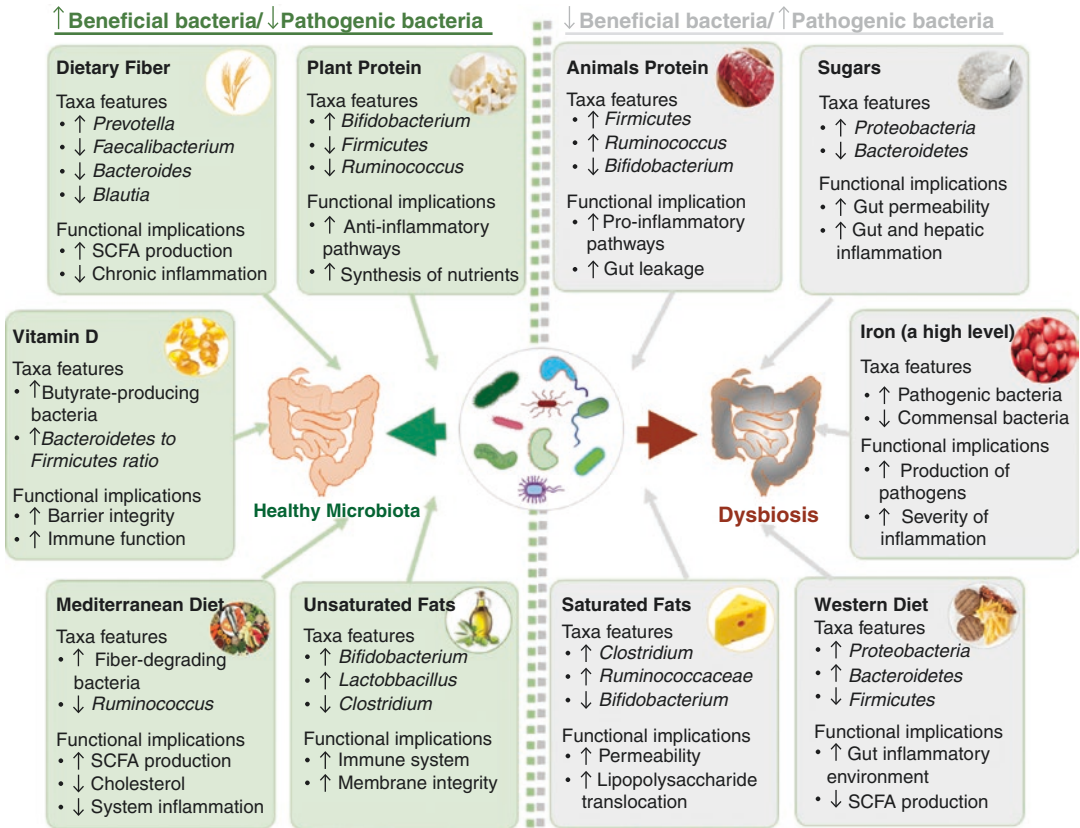 ↑Beneficial bacteria/↓Pathogenic bacteria
↓Beneficial bacteria/↑Pathogenic bacteria
Dietary Fiber
Taxa features
• ↑ Prevotella
• ↓ Faecalibacterium
• ↓ Bacteroides
• ↓ Blautia
Functional implications
• ↑ SCFA production
• ↓ Chronic inflammation
Plant Protein
Taxa features
• ↑ Bifidobacterium
• ↓ Firmicutes
• ↓ Ruminococcus
Functional implications
• ↑ Anti-inflammatory
pathways
• ↑ Synthesis of nutrients
Animals Protein
Taxa features
• ↑ Firmicutes
• ↑ Ruminococcus
• ↓ Bifidobacterium
Functional implication
• ↑ Pro-inflammatory
pathways
• ↑ Gut leakage
Sugars
Taxa features
• ↑ Proteobacteria
• ↓ Bacteroidetes
Functional implications
• ↑ Gut permeability
• ↑ Gut and hepatic
inflammation
Vitamin D
Taxa features
• ↑Butyrate-producing
bacteria
• ↑Bacteroidetes to
Firmicutes ratio
Functional implications
• ↑ Barrier integrity
• ↑ Immune function
Healthy Microbiota
Dysbiosis
Iron (a high level)
Taxa features
• ↑ Pathogenic bacteria
• ↓ Commensal bacteria
Functional implications
• ↑ Production of
pathogens
• ↑ Severity of
inflammation
Mediterranean Diet
Taxa features
• ↑ Fiber-degrading
bacteria
• ↓ Ruminococcus
Functional implications
• ↑ SCFA production
• ↓ Cholesterol
• ↓ System inflammation
Unsaturated Fats
Taxa features
• ↑ Bifidobacterium
• ↑ Lactobbacillus
• ↓ Clostridium
Functional implications
• ↑ Immune system
• ↑ Membrane integrity
Saturated Fats
Taxa features
• ↑ Clostridium
• ↑ Ruminococcaceae
• ↓ Bifidobacterium
Functional implications
• ↑ Permeability
• ↑ Lipopolysaccharide
translocation
Western Diet
Taxa features
• ↑ Proteobacteria
• ↑ Bacteroidetes
• ↓ Firmicutes
Functional implications
• ↑ Gut inflammatory
environment
• ↓ SCFA production